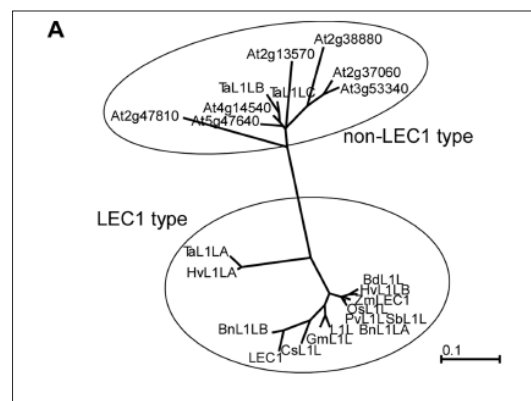 A
At2g38880
At2g13570
At2g37060
TaL1LB
TaL1LC
At3g53340
At4g14540
At2g47810
At5g47640
non-LEC1 type
LEC1 type
TaL1LA
HvL1LA
BdL1L
HvL1LB
ZmLEC1
OsL1L
PvL1L SbL1L
BnL1LB
L1L BnL1LA
GmL1L
LEC1
CsL1L
0.1